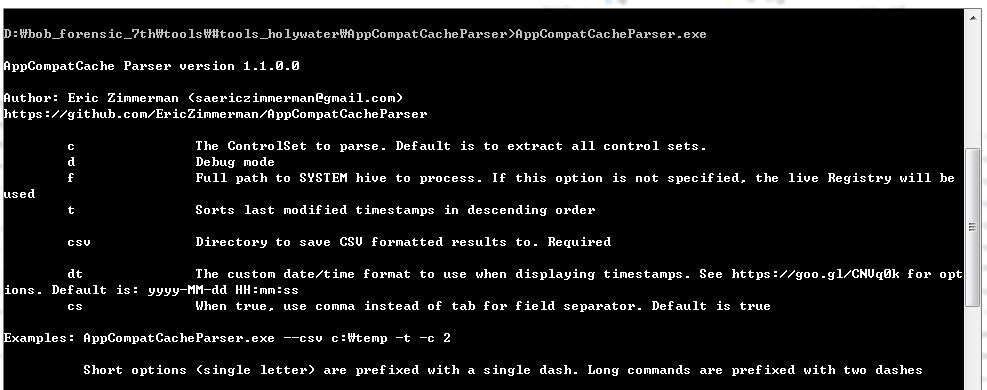 D:₩bob_forensic_7th₩tools₩#tools_holywater₩AppCompatCacheParser>AppCompatCacheParser.exe
AppCompatCache Parser version 1.1.0.0
Author: Eric Zimmerman (saericzimmerman@gmail.com)
https://github.com/EricZimmerman/AppCompatCacheParser
c The ControlSet to parse. Default is to extract all control sets.
d Debug mode
f Full path to SYSTEM hive to process. If this option is not specified, the live Registry will be
used
t Sorts last modified timestamps in descending order
csv Directory to save CSV formatted results to. Required
dt The custom date/time format to use when displaying timestamps. See https://goo.gl/CNVq0k for opt
ions. Default is: yyyy-MM-dd HH:mm:ss
cs When true, use comma instead of tab for field separator. Default is true
Examples: AppCompatCacheParser.exe --csv c:₩temp -t -c 2
Short options (single letter) are prefixed with a single dash. Long commands are prefixed with two dashes